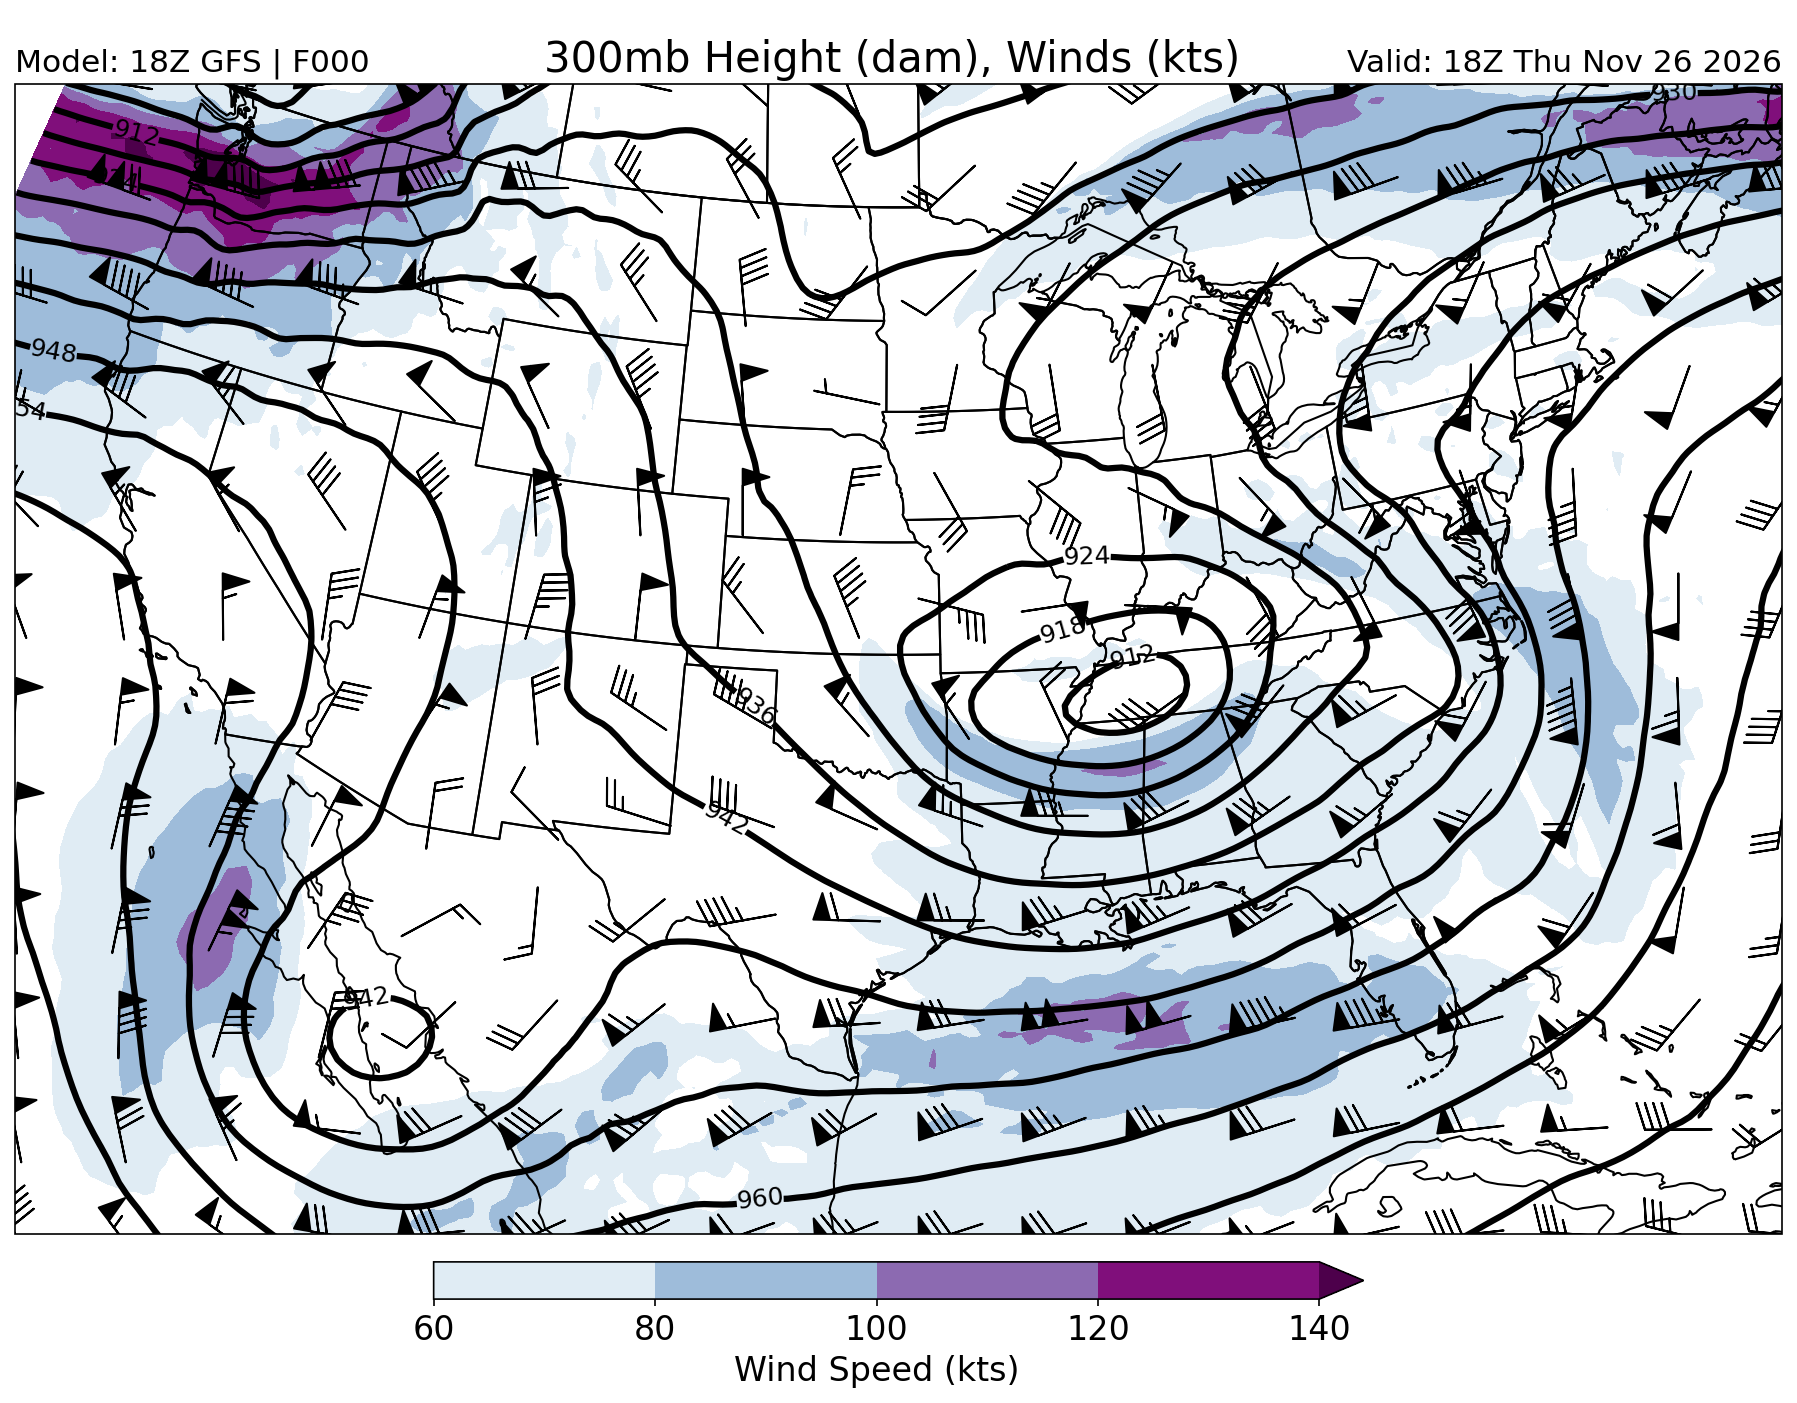 Model: 18Z GFS | F000
300mb Height (dam), Winds (kts)
Valid: 18Z Thu Nov 26 2026
930
912
948
54
924
918
912
936
942
942
960
60 80 100 120 140
Wind Speed (kts)